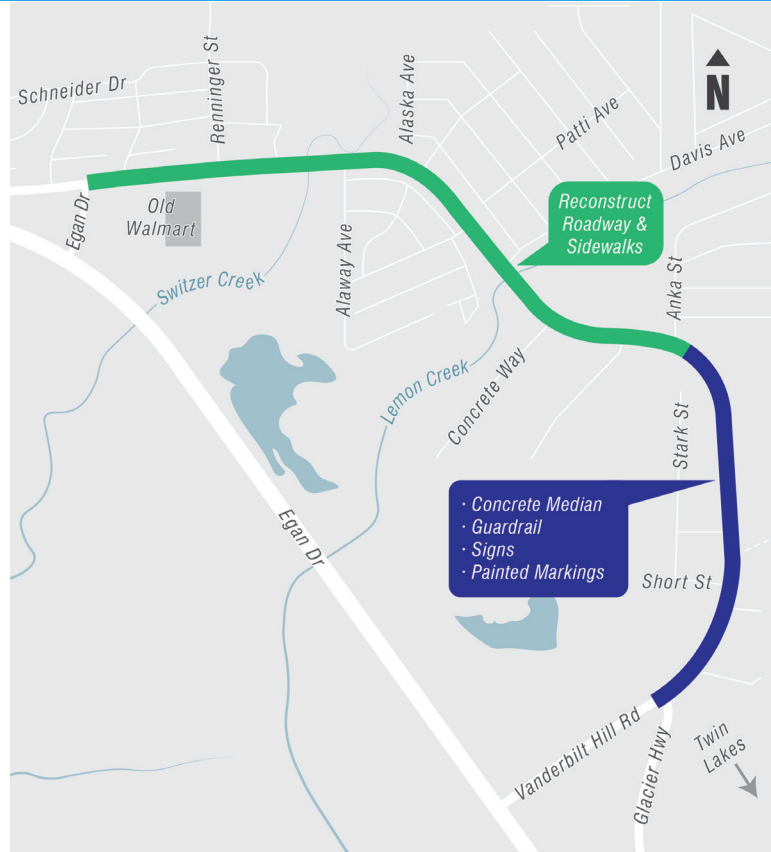 Schneider Dr
Renninger St
Alaska Ave
N
Patti Ave
Davis Ave
Egan Dr
Old
Walmart
Reconstruct
Roadway &
Sidewalks
Alaway Ave
Switzer Creek
Anka St
Lemon Creek
Concrete Way
Stark St
· Concrete Median
· Guardrail
· Signs
· Painted Markings
Egan Dr
Short St
Vanderbilt Hill Rd
Glacier Hwy
Twin
Lakes